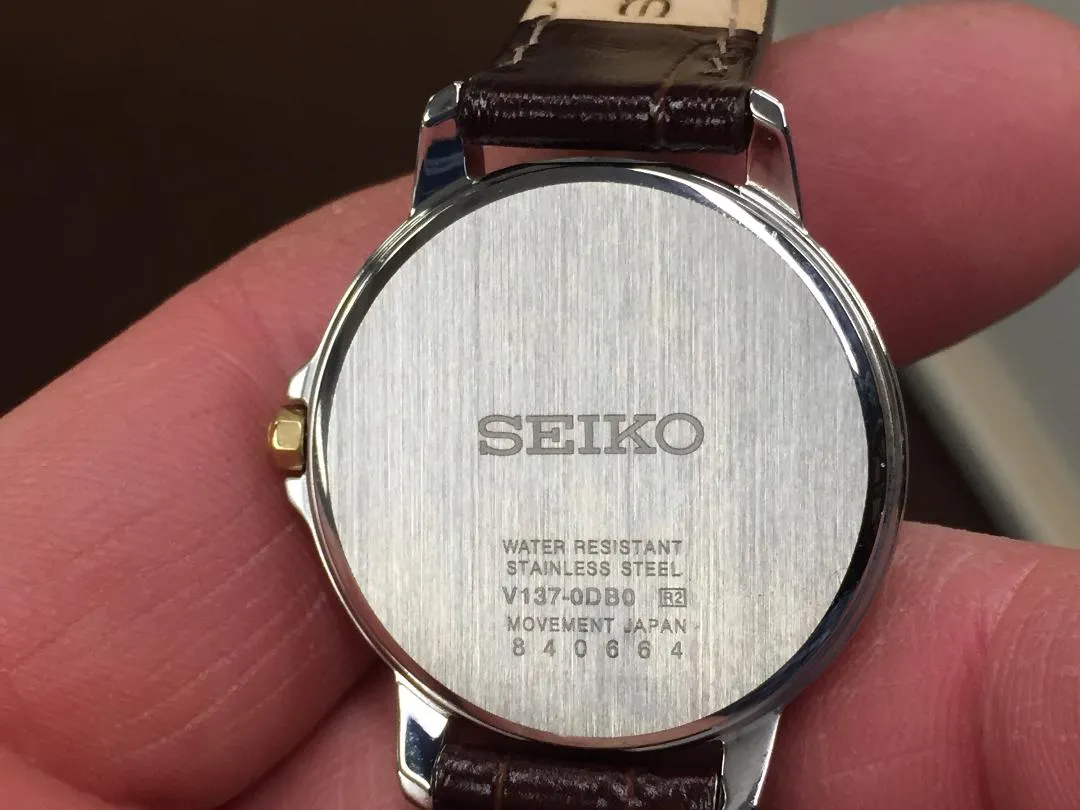 SEIKO
WATER RESISTANT
STAINLESS STEEL
V137-0DB0 R2
MOVEMENT JAPAN
840664